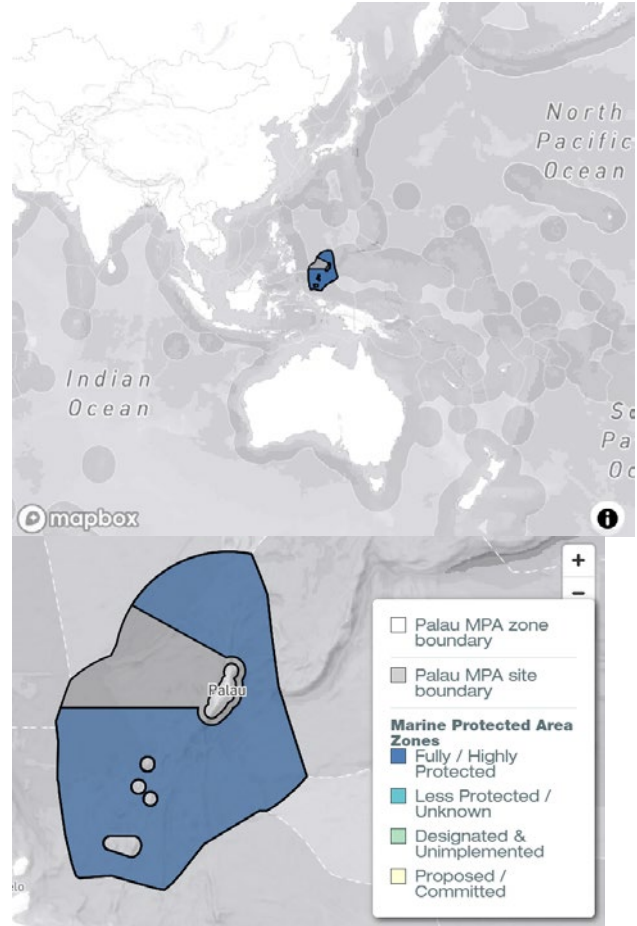 North
Pacific
Ocean
Indian
Ocean
So
Pa
Oc
mapbox
i
+
−
Palau MPA zone
boundary
Palau MPA site
boundary
Marine Protected Area
Zones
Fully / Highly
Protected
Less Protected /
Unknown
Designated &
Unimplemented
Proposed /
Committed
Palau
elo